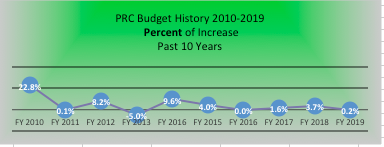 PRC Budget History 2010-2019
Percent of Increase
Past 10 Years
22.8%
0.1%
8.2%
-5.0%
9.6%
4.0%
0.0%
1.6%
3.7%
0.2%
FY 2010 FY 2011 FY 2012 FY 2013 FY 2016 FY 2015 FY 2016 FY 2017 FY 2018 FY 2019